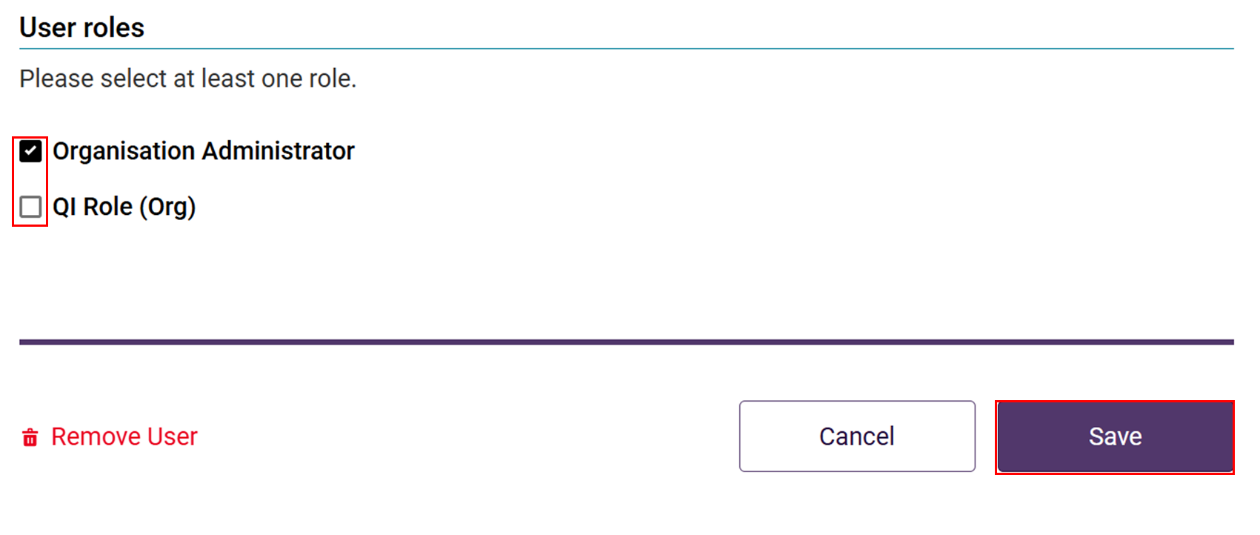 User roles
Please select at least one role.
Organisation Administrator
QI Role (Org)
Remove User
Cancel
Save